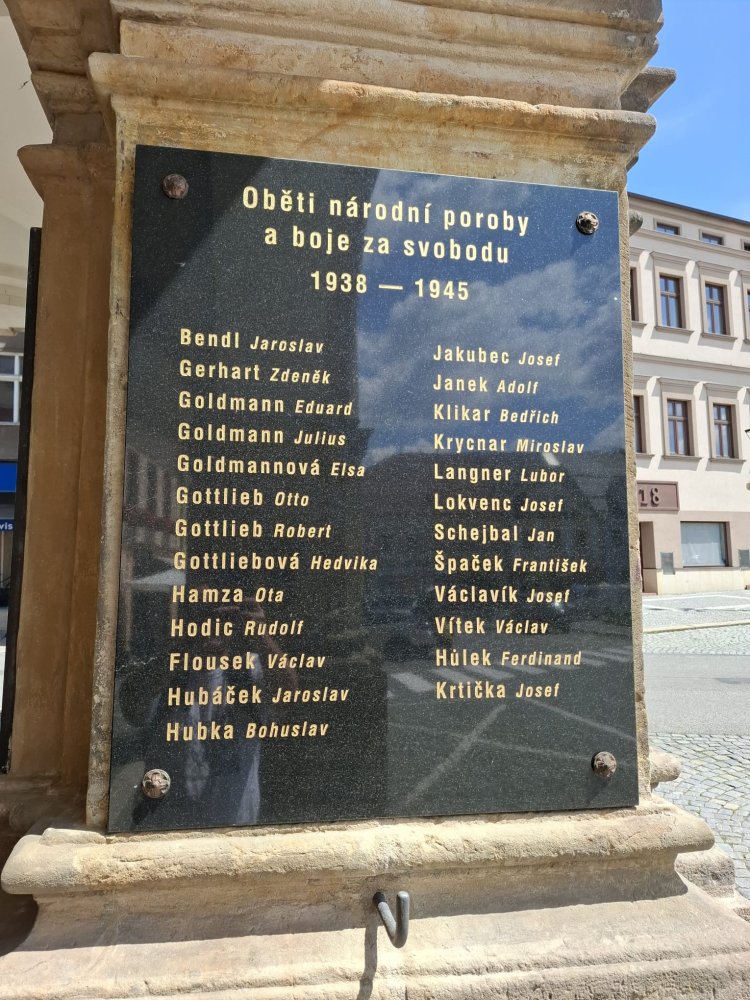 Oběti národní poroby
a boje za svobodu
1938 — 1945
Bendl Jaroslav
Gerhart Zdeněk
Goldmann Eduard
Goldmann Julius
Goldmannová Elsa
Gottlieb Otto
Gottlieb Robert
Gottliebová Hedvika
Hamza Ota
Hodic Rudolf
Flousek Václav
Hubáček Jaroslav
Hubka Bohuslav
Jakubec Josef
Janek Adolf
Klikar Bedřich
Krycnar Miroslav
Langner Lubor
Lokvenc Josef
Schejbal Jan
Špaček František
Václavík Josef
Vítek Václav
Hůlek Ferdinand
Krtička Josef
18